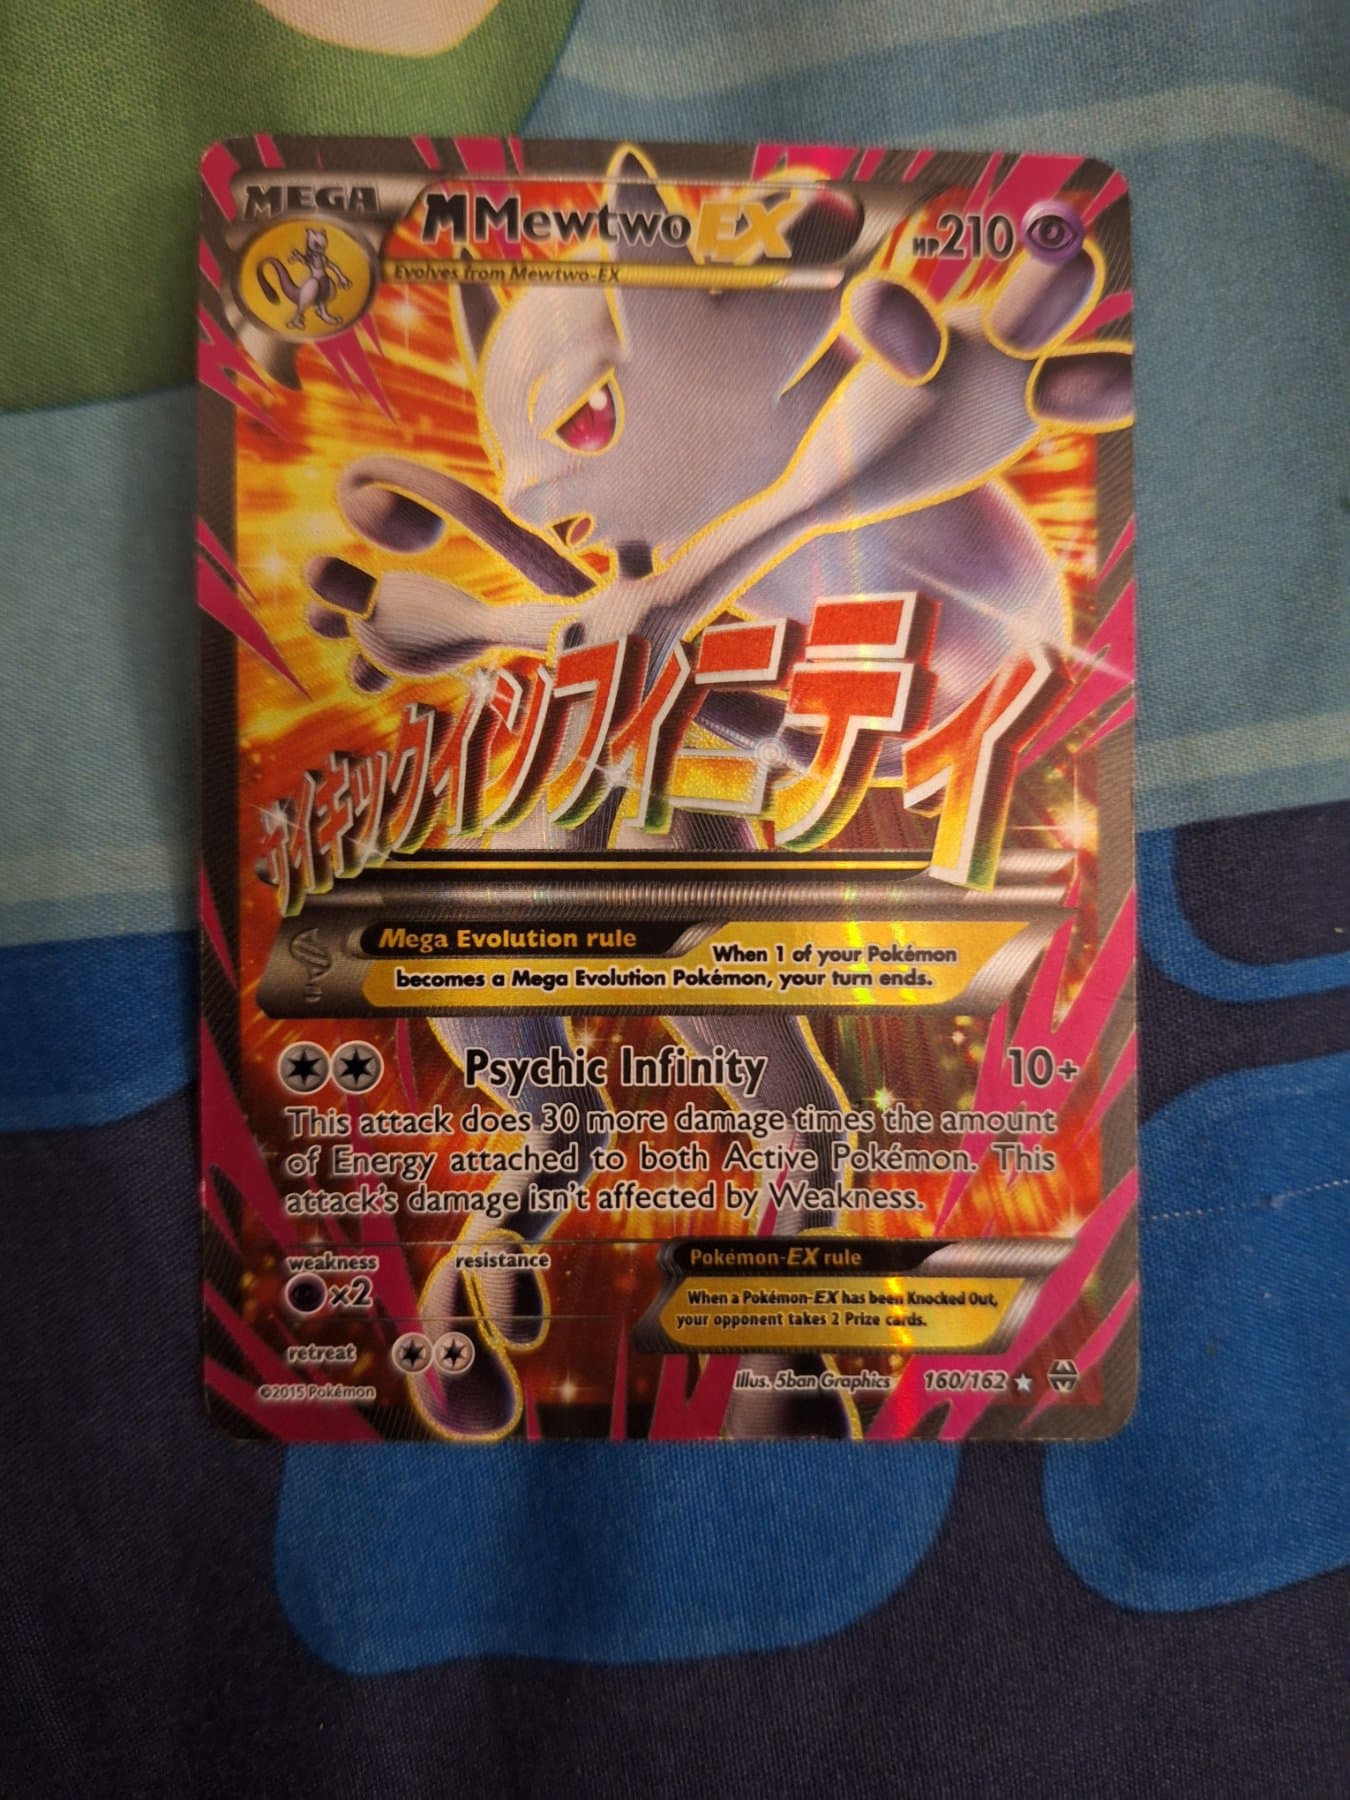 MEGA
M Mewtwo EX
HP210
Evolves from Mewtwo-EX
サイキックインフィニティ
Mega Evolution rule
When 1 of your Pokémon
becomes a Mega Evolution Pokémon, your turn ends.
Psychic Infinity 10+
This attack does 30 more damage times the amount
of Energy attached to both Active Pokémon. This
attack's damage isn't affected by Weakness.
weakness resistance
x2
Pokémon-EX rule
When a Pokémon-EX has been Knocked Out,
your opponent takes 2 Prize cards.
retreat
©2015 Pokémon
Illus. 5ban Graphics 160/162